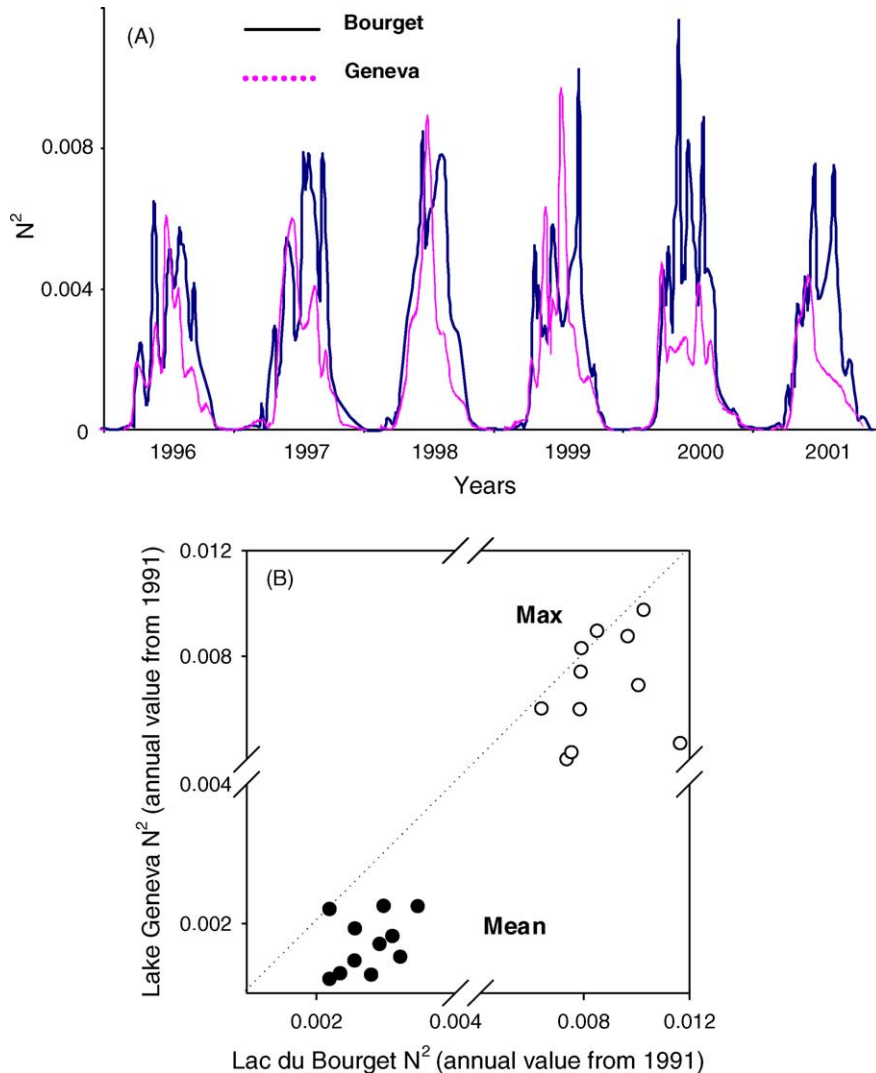 (A)
Bourget
Geneva
0.008
0.004
0
N²
1996 1997 1998 1999 2000 2001
Years
(B)
0.012
0.008
0.004
0.002
Lake Geneva N² (annual value from 1991)
Max
Mean
0.002 0.004 0.008 0.012
Lac du Bourget N² (annual value from 1991)